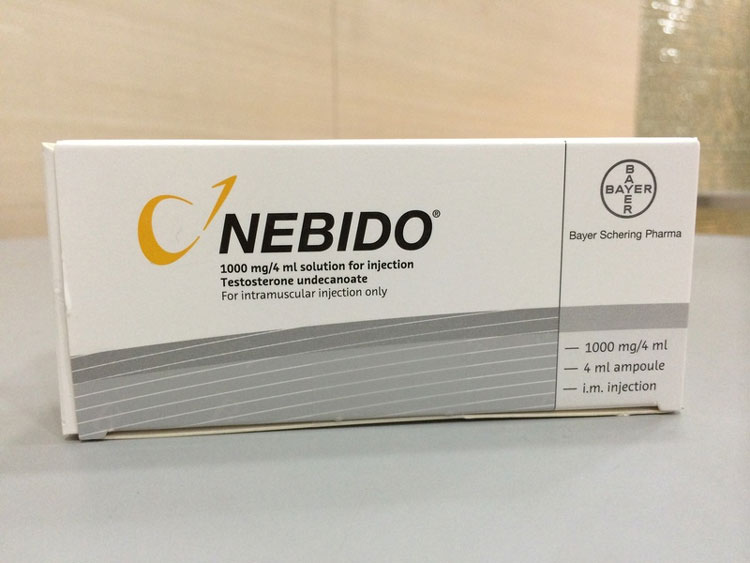 NEBIDO®
1000 mg/4 ml solution for injection
Testosterone undecanoate
For intramuscular injection only
BAYER
BAYER
Bayer Schering Pharma
— 1000 mg/4 ml
— 4 ml ampoule
— i.m. injection